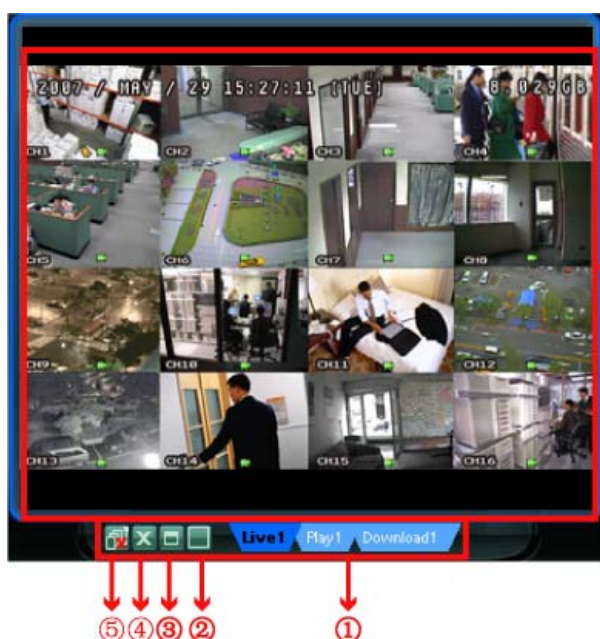 2007 / MAY / 29 15:27:11 [TUE] 8.029GB
CH1 CH2 CH3 CH4
CH5 CH6 CH7 CH8
CH9 CH10 CH11 CH12
CH13 CH14 CH15 CH16
Live1 Play1 Download1
⑤ ④ ③ ② ①